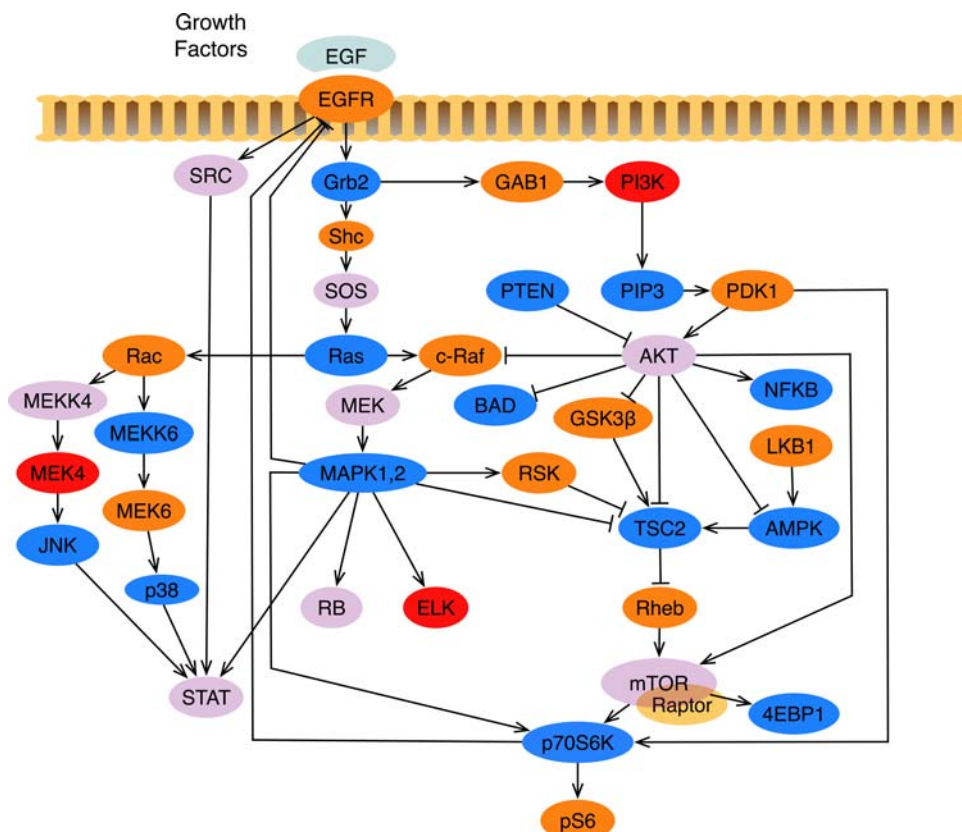 Growth
Factors
EGF
EGFR
SRC
Grb2
GAB1
PI3K
Shc
SOS
PTEN
PIP3
PDK1
Rac
Ras
c-Raf
AKT
MEKK4
MEK
BAD
GSK3β
NFKB
MEKK6
LKB1
MEK4
MAPK1,2
RSK
MEK6
JNK
TSC2
AMPK
p38
RB
ELK
Rheb
STAT
mTOR
Raptor
4EBP1
p70S6K
pS6